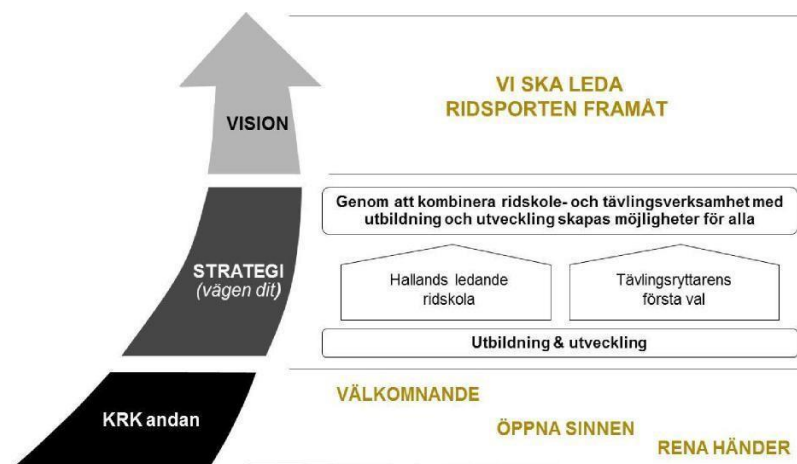 VISION
VI SKA LEDA
RIDSPORTEN FRAMÅT
STRATEGI
(vägen dit)
Genom att kombinera ridskole- och tävlingsverksamhet med
utbildning och utveckling skapas möjligheter för alla
Hallands ledande
ridskola
Tävlingsryttarens
första val
Utbildning & utveckling
KRK andan
VÄLKOMNANDE
ÖPPNA SINNEN
RENA HÄNDER